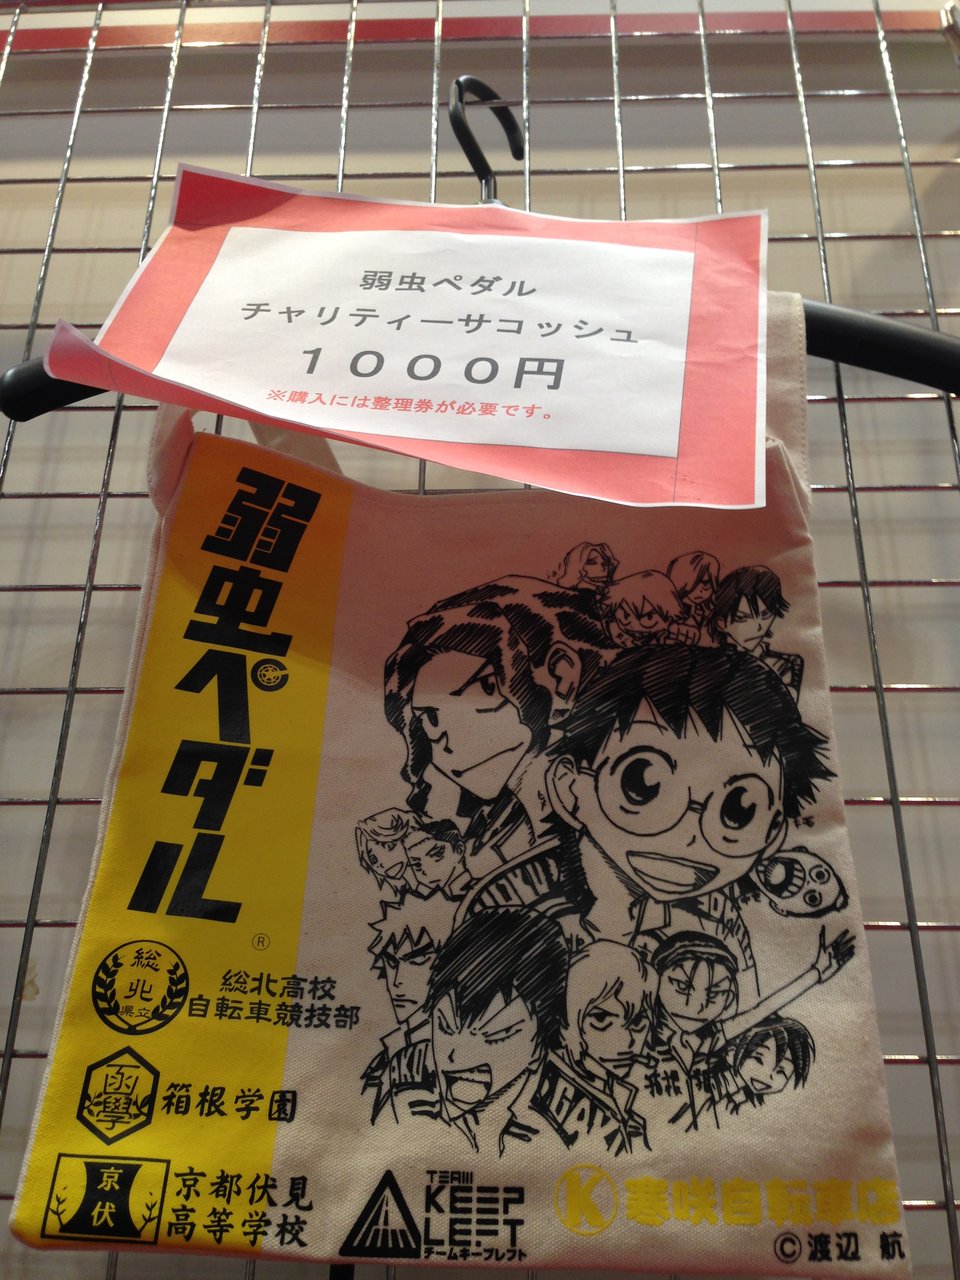 弱虫ペダル
チャリティーサコッシュ
1000円
※購入には整理券が必要です。
弱虫ペダル
®
総北
県立
総北高校
自転車競技部
函學
箱根学園
京伏
京都伏見
高等学校
TEAM
KEEP
LEFT
チームキープレフト
K 寒咲自転車店
©渡辺 航